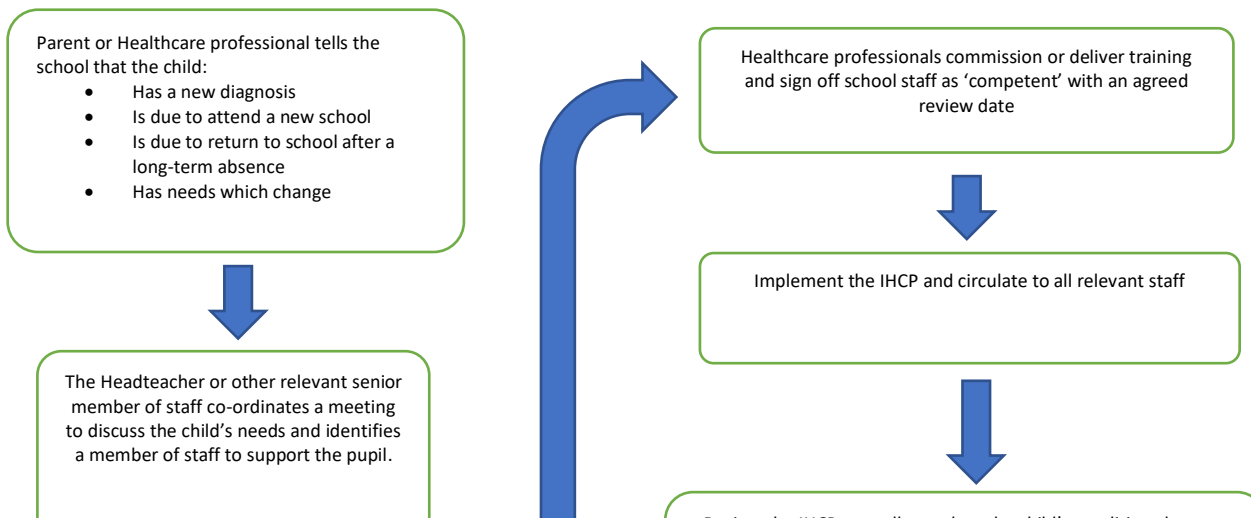 Parent or Healthcare professional tells the
school that the child:
• Has a new diagnosis
• Is due to attend a new school
• Is due to return to school after a
long-term absence
• Has needs which change
The Headteacher or other relevant senior
member of staff co-ordinates a meeting
to discuss the child's needs and identifies
a member of staff to support the pupil.
Healthcare professionals commission or deliver training
and sign off school staff as ‘competent’ with an agreed
review date
Implement the IHCP and circulate to all relevant staff